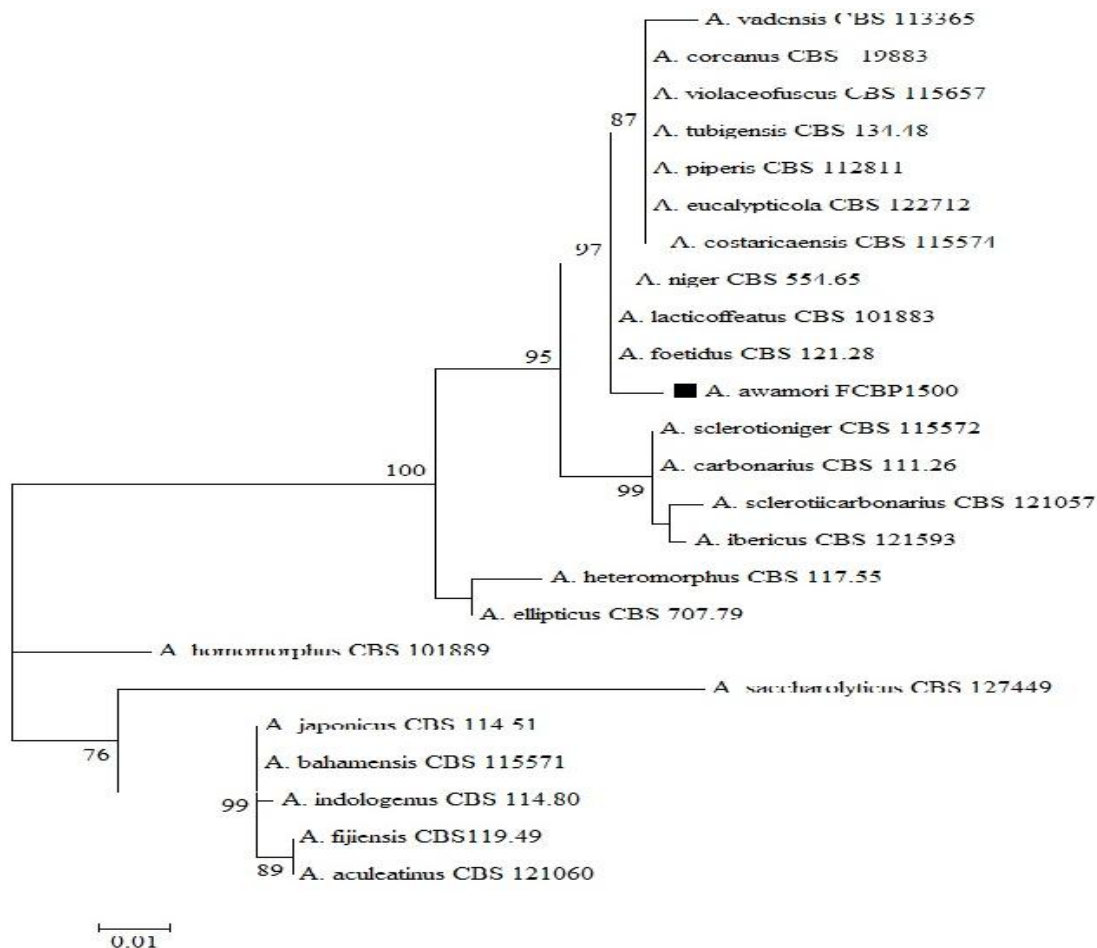 A. vadensis CBS 113365
A. corcanus CBS 19883
87
A. violaceofuscus CBS 115657
A. tubigensis CBS 134.48
A. piperis CBS 112811
A. eucalypticola CBS 122712
97
A. costaricaensis CBS 115574
A. niger CBS 554.65
A. lacticoffeatus CBS 101883
95
A. foetidus CBS 121.28
A. awamori FCBP1500
A. sclerotioniger CBS 115572
100
A. carbonarius CBS 111.26
99
A. sclerotiicarbonarius CBS 121057
A. ibericus CBS 121593
A. heteromorphus CBS 117.55
A. ellipticus CBS 707.79
A. homomorphus CBS 101889
A. saccharolyticus CBS 127449
A. japonicus CBS 114.51
76
A. bahamensis CBS 115571
99
A. indologenus CBS 114.80
A. fijiensis CBS119.49
89
A. aculeatinus CBS 121060
0.01